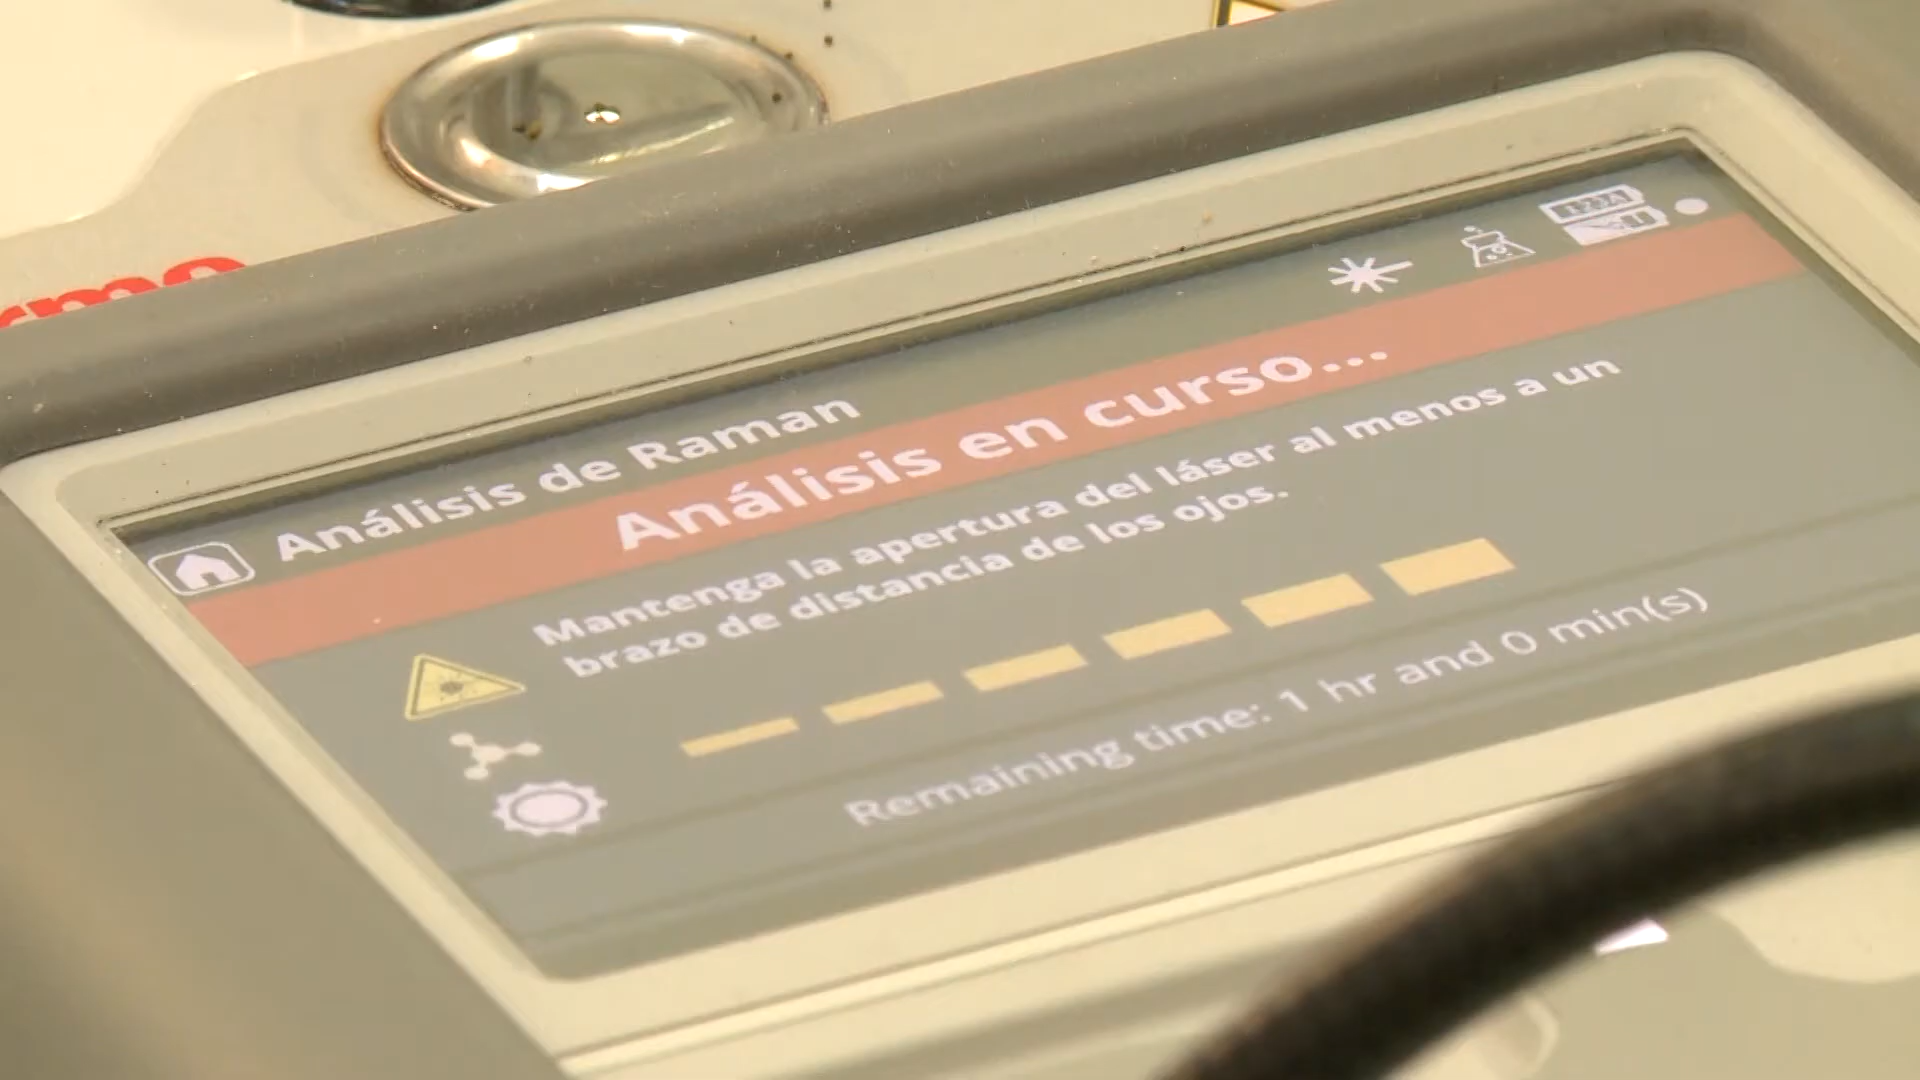 rmo
Análisis de Raman
Análisis en curso...
Mantenga la apertura del láser al menos a un
brazo de distancia de los ojos.
Remaining time: 1 hr and 0 min(s)